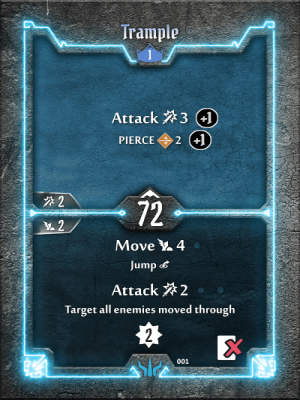 Trample
1
Attack 3 +1
PIERCE 2 +1
2
72
2
Move 4
Jump
Attack 2
Target all enemies moved through
2
001